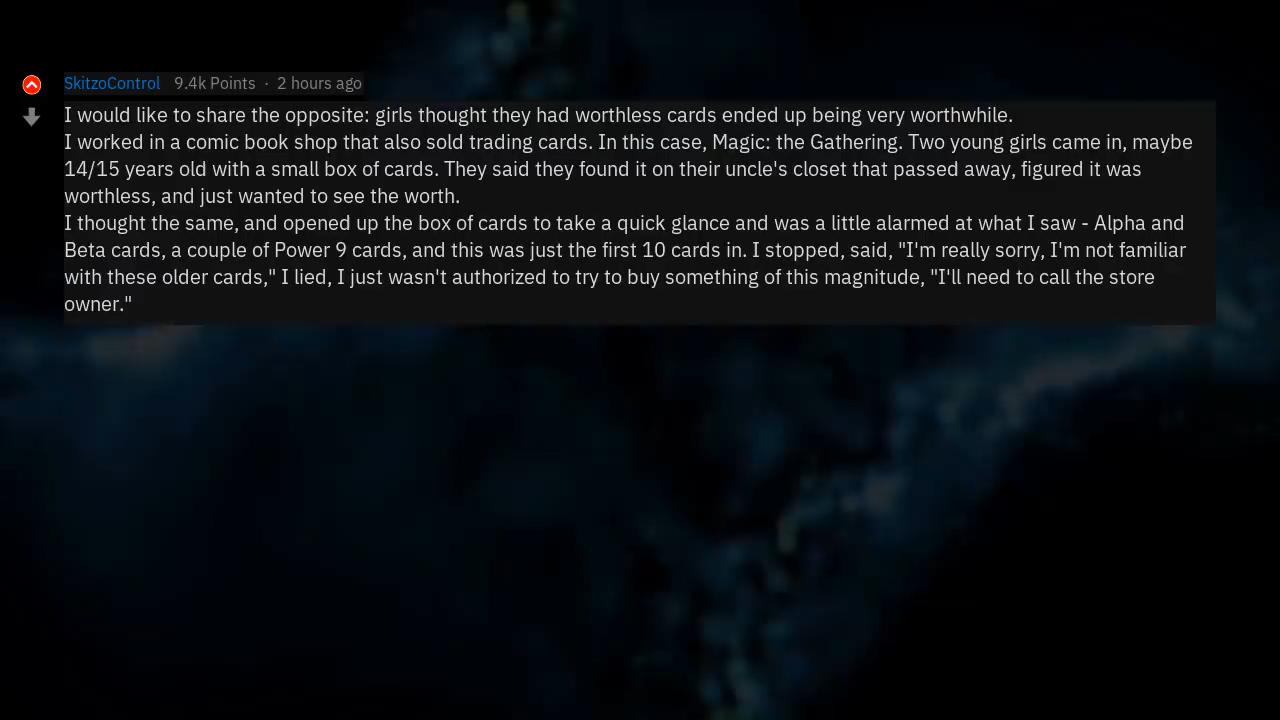 SkitzoControl 9.4k Points · 2 hours ago
I would like to share the opposite: girls thought they had worthless cards ended up being very worthwhile.
I worked in a comic book shop that also sold trading cards. In this case, Magic: the Gathering. Two young girls came in, maybe
14/15 years old with a small box of cards. They said they found it on their uncle's closet that passed away, figured it was
worthless, and just wanted to see the worth.
I thought the same, and opened up the box of cards to take a quick glance and was a little alarmed at what I saw - Alpha and
Beta cards, a couple of Power 9 cards, and this was just the first 10 cards in. I stopped, said, "I'm really sorry, I'm not familiar
with these older cards," I lied, I just wasn't authorized to try to buy something of this magnitude, "I'll need to call the store
owner."